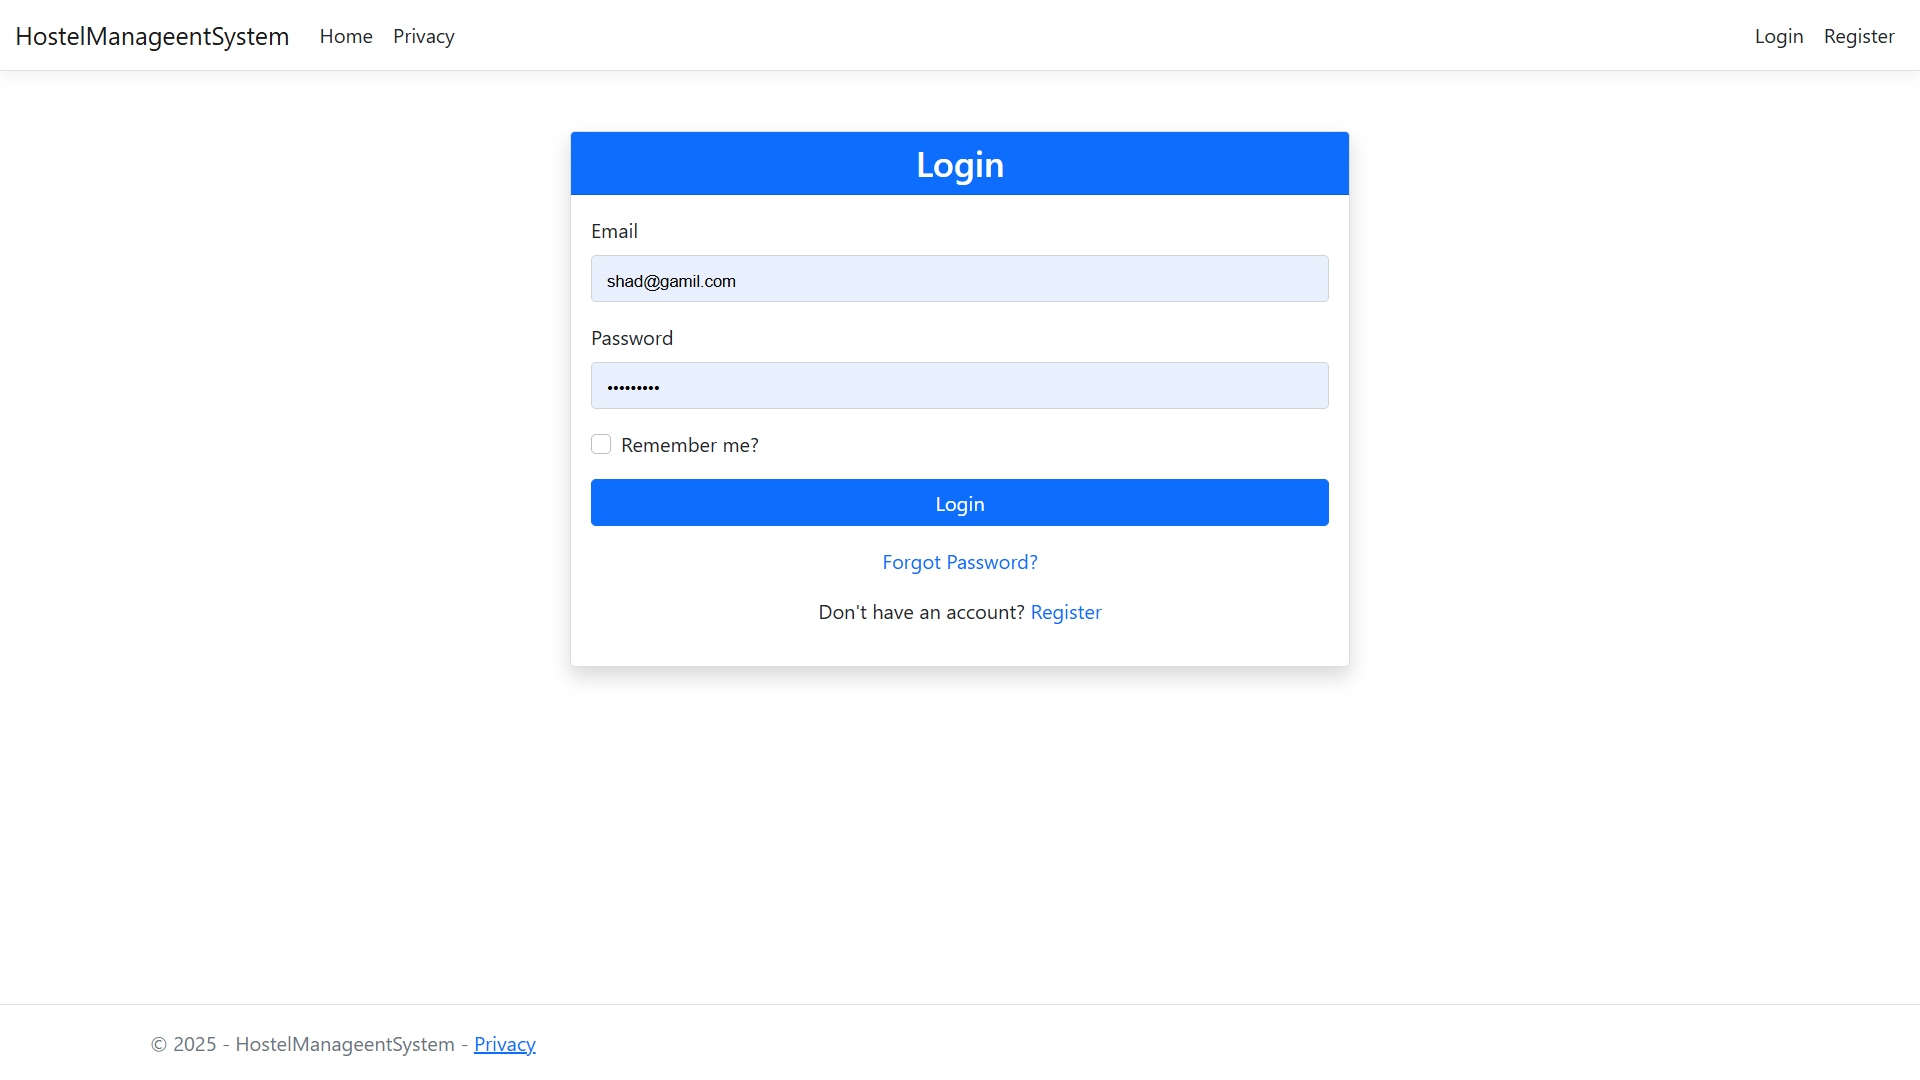 HostelManageentSystem Home Privacy Login Register
Login
Email
shad@gamil.com
Password
•••••••••
Remember me?
Login
Forgot Password?
Don't have an account? Register
© 2025 - HostelManageentSystem - Privacy